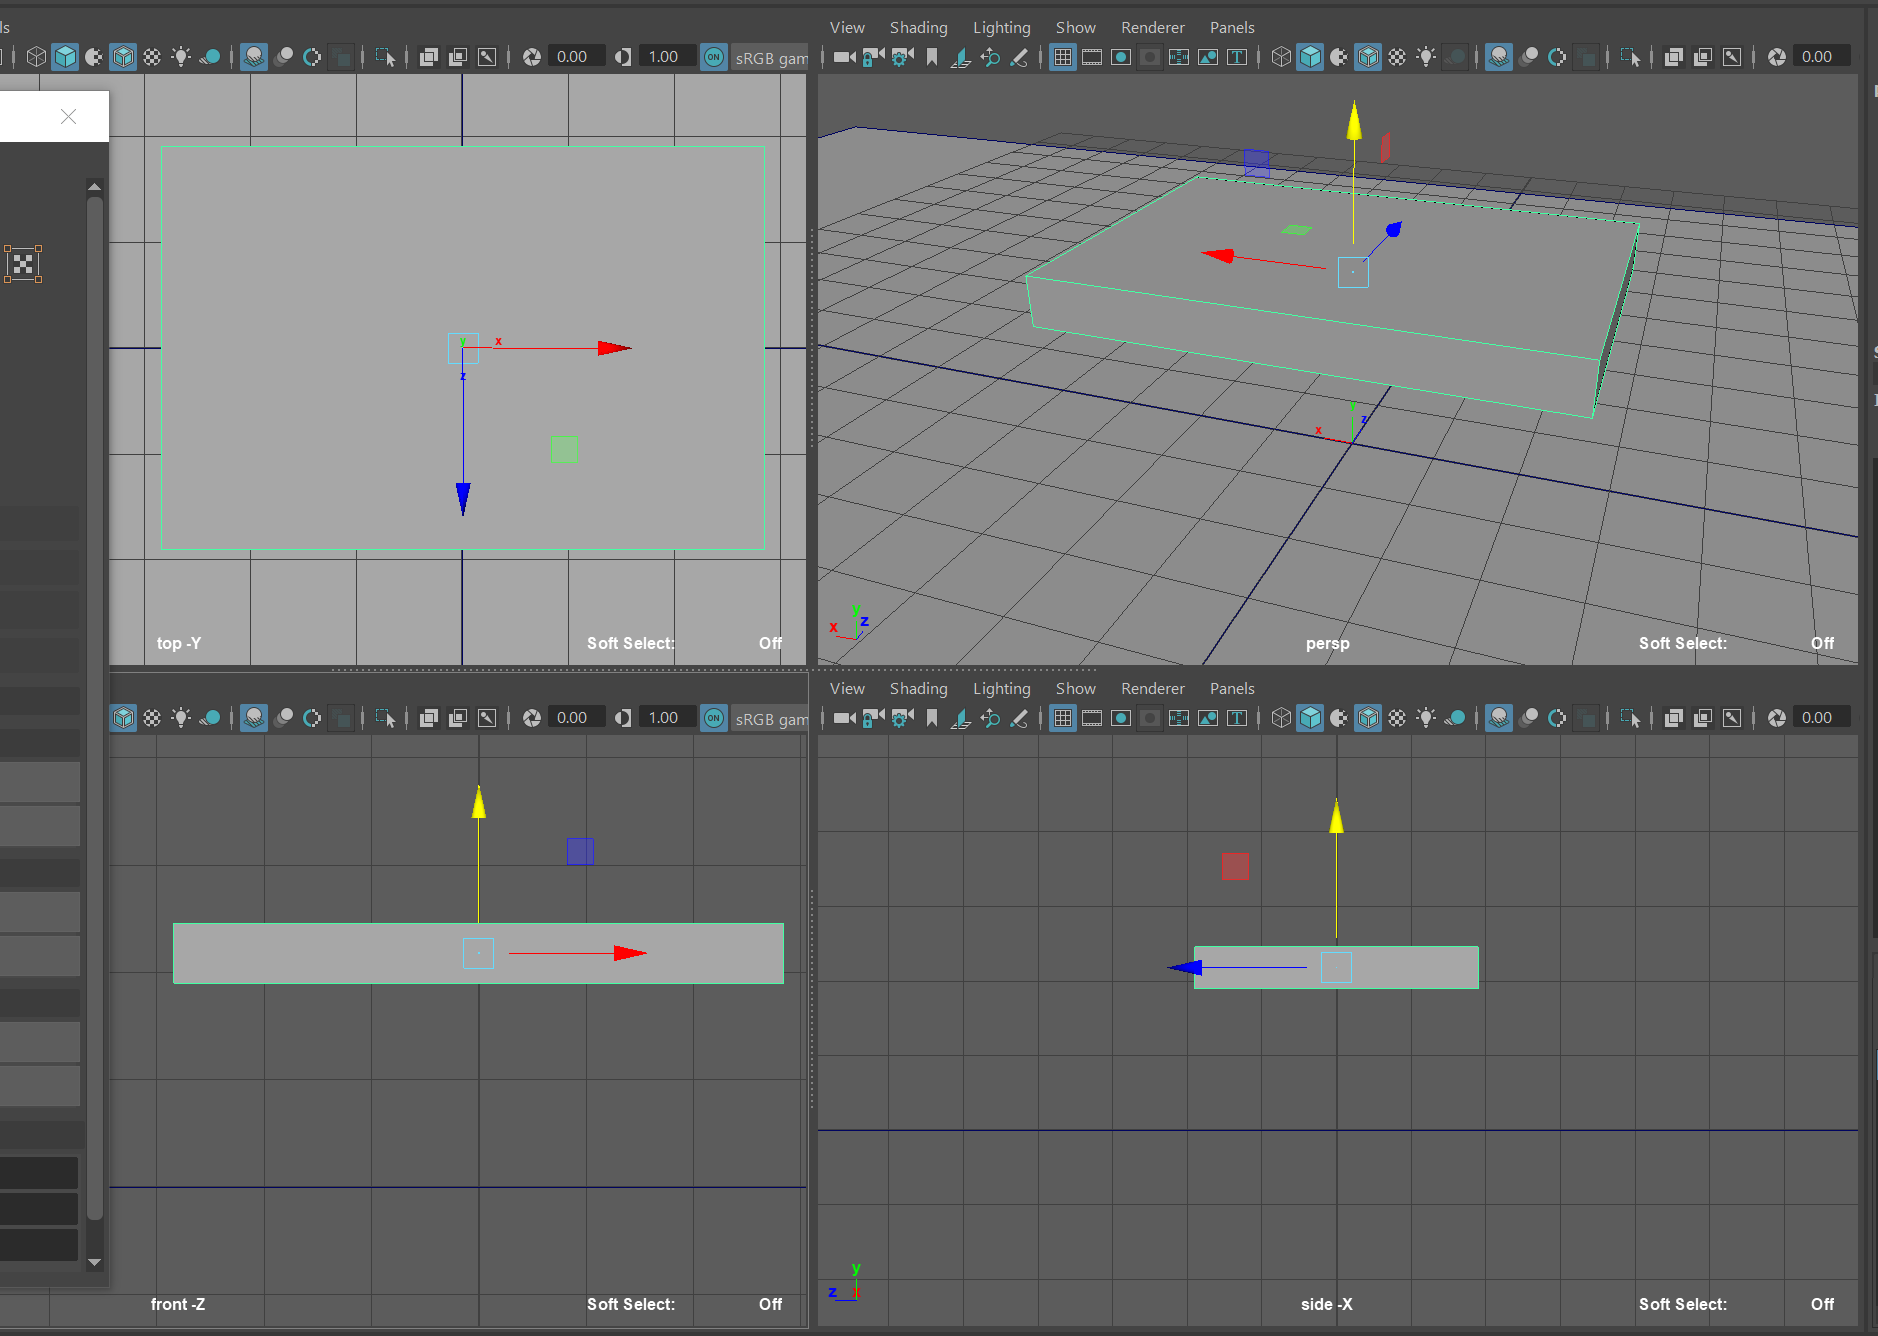 ls
View Shading Lighting Show Renderer Panels
0.00 1.00 ON sRGB gam
0.00
y x
z
top -Y Soft Select: Off
y
x z
y
x z
persp Soft Select: Off
View Shading Lighting Show Renderer Panels
0.00 1.00 ON sRGB gam
T 0.00
front -Z Soft Select: Off
y
z
side -X Soft Select: Off